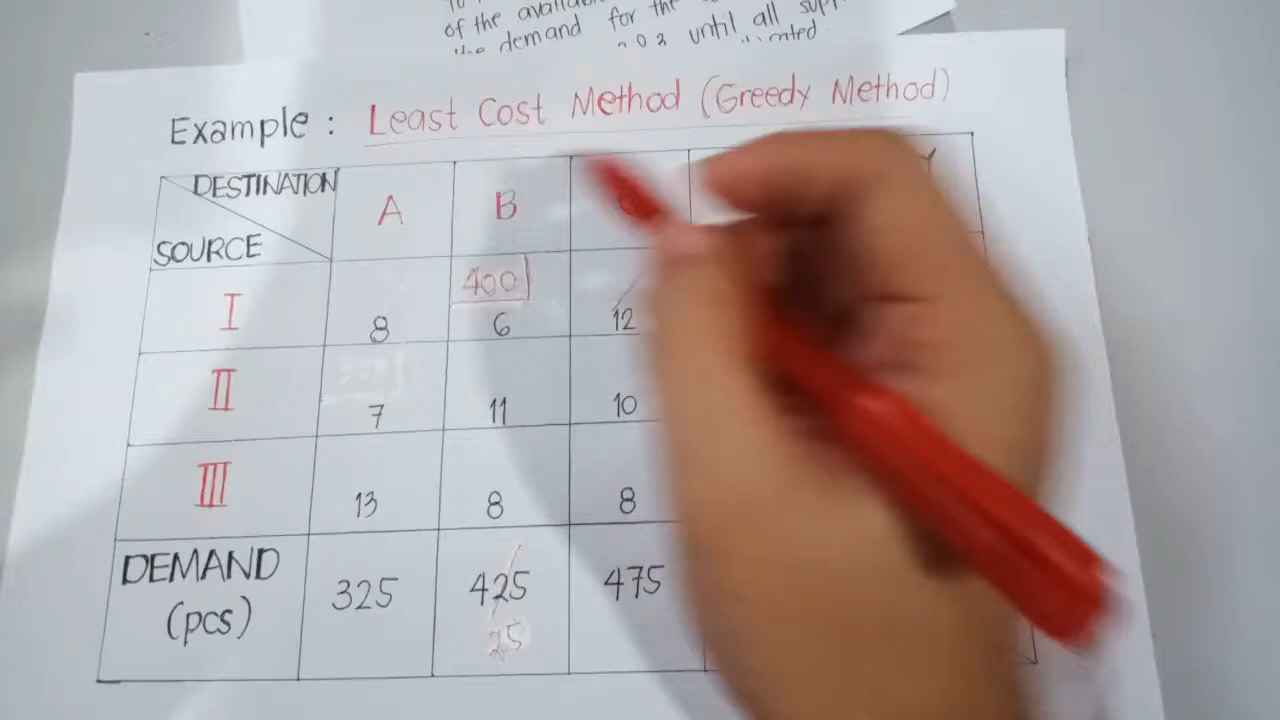 of the
the demand for the
until all
Example : Least Cost Method (Greedy Method)
DESTINATION
SOURCE
A B
I 8 400 6 12
II 7 11 10
III 13 8 8
DEMAND 325 425 475
(pcs) 25